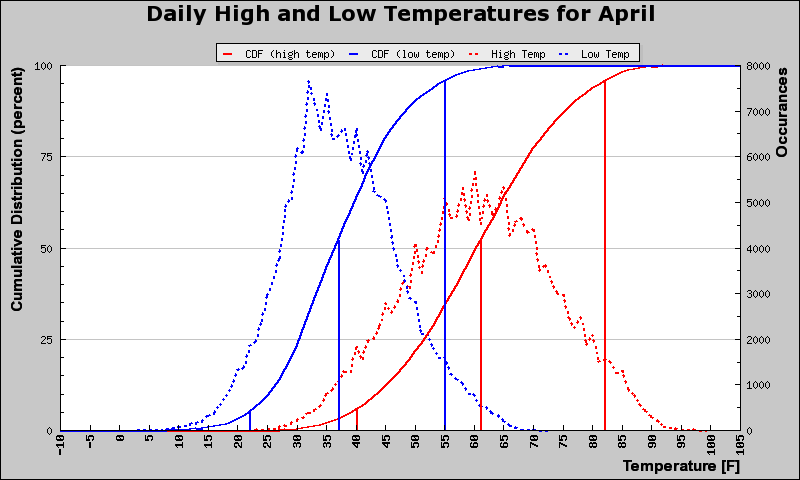 Daily High and Low Temperatures for April
CDF (high temp) CDF (low temp) High Temp Low Temp
Cumulative Distribution (percent)
100
75
50
25
0
8000
7000
6000
5000
4000
3000
2000
1000
0
Occurances
-10 -5 0 5 10 15 20 25 30 35 40 45 50 55 60 65 70 75 80 85 90 95 100 105
Temperature [F]